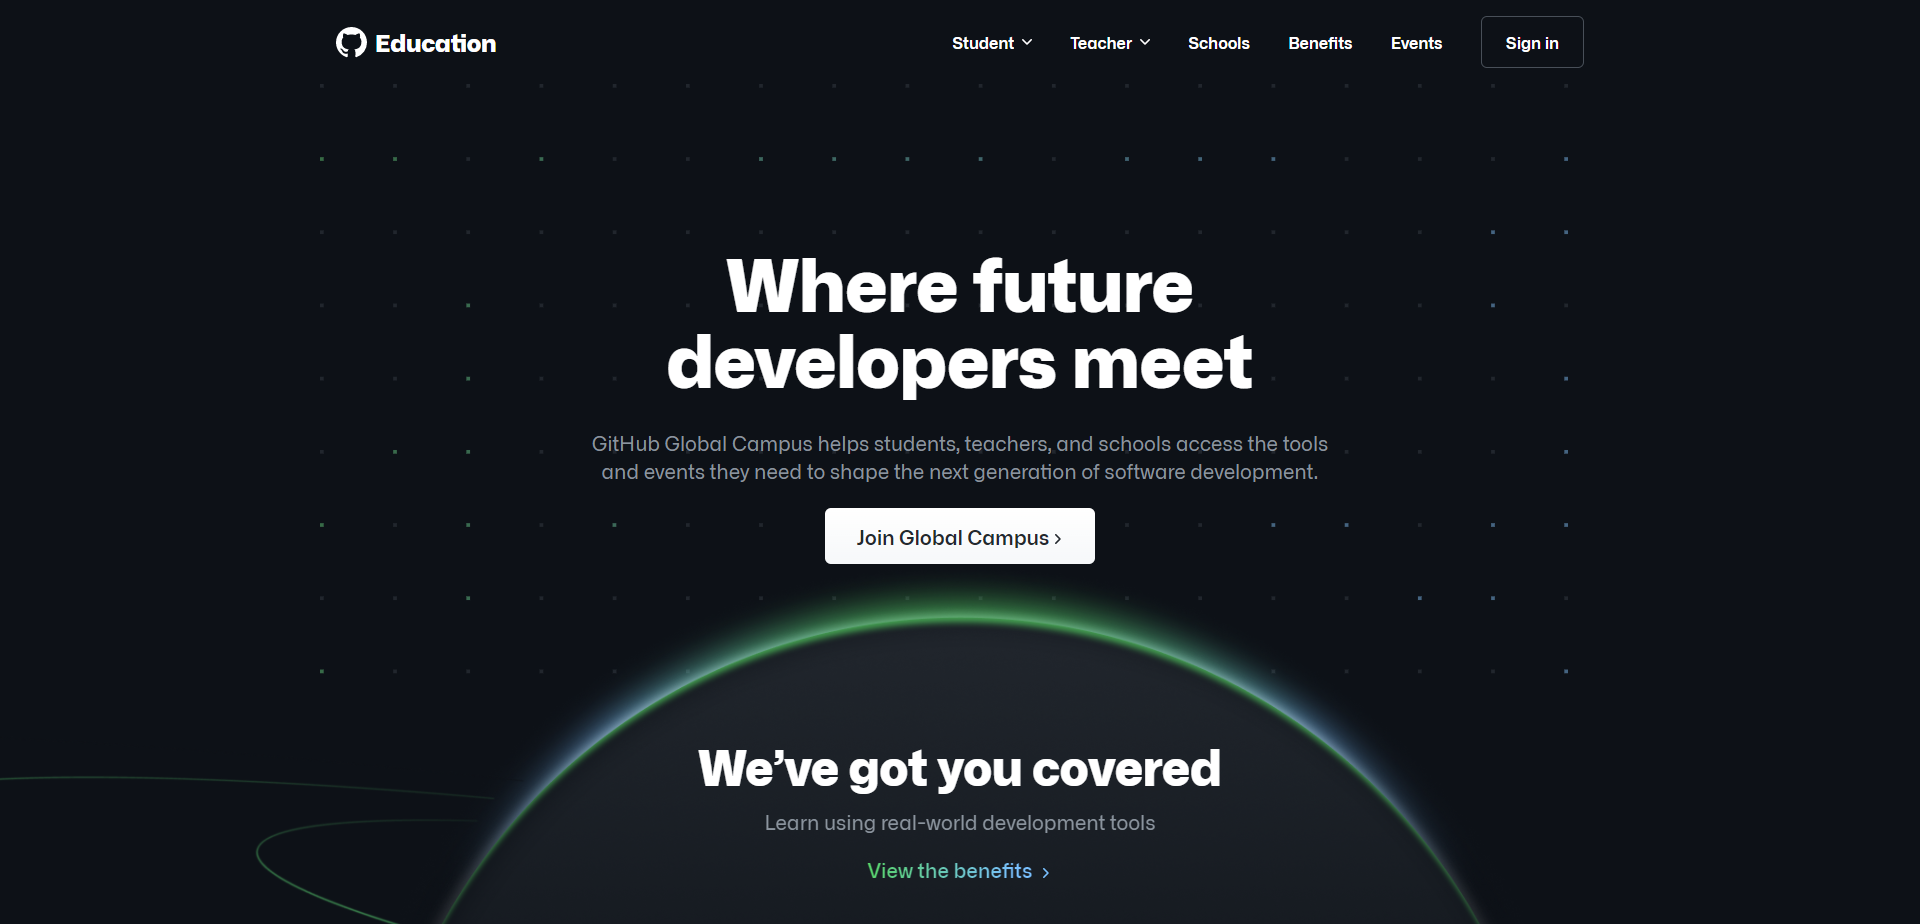 Education
Student
Teacher
Schools
Benefits
Events
Sign in
Where future
developers meet
GitHub Global Campus helps students, teachers, and schools access the tools
and events they need to shape the next generation of software development.
Join Global Campus
We’ve got you covered
Learn using real-world development tools
View the benefits